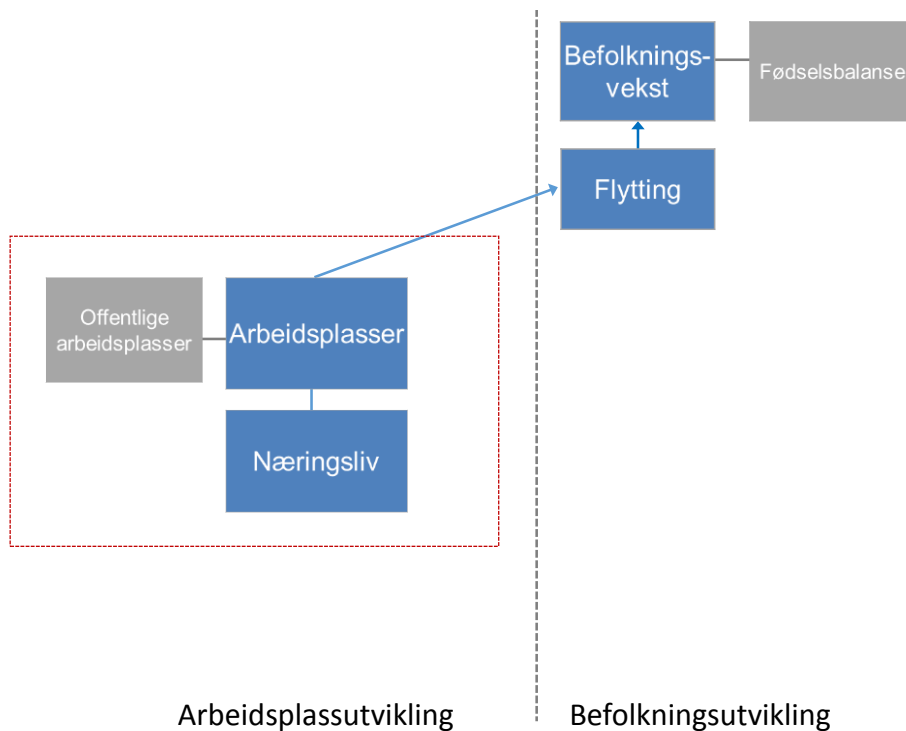 Befolknings-
vekst
Fødselsbalanse
Flytting
Offentlige
arbeidsplasser
Arbeidsplasser
Næringsliv
Arbeidsplassutvikling
Befolkningsutvikling